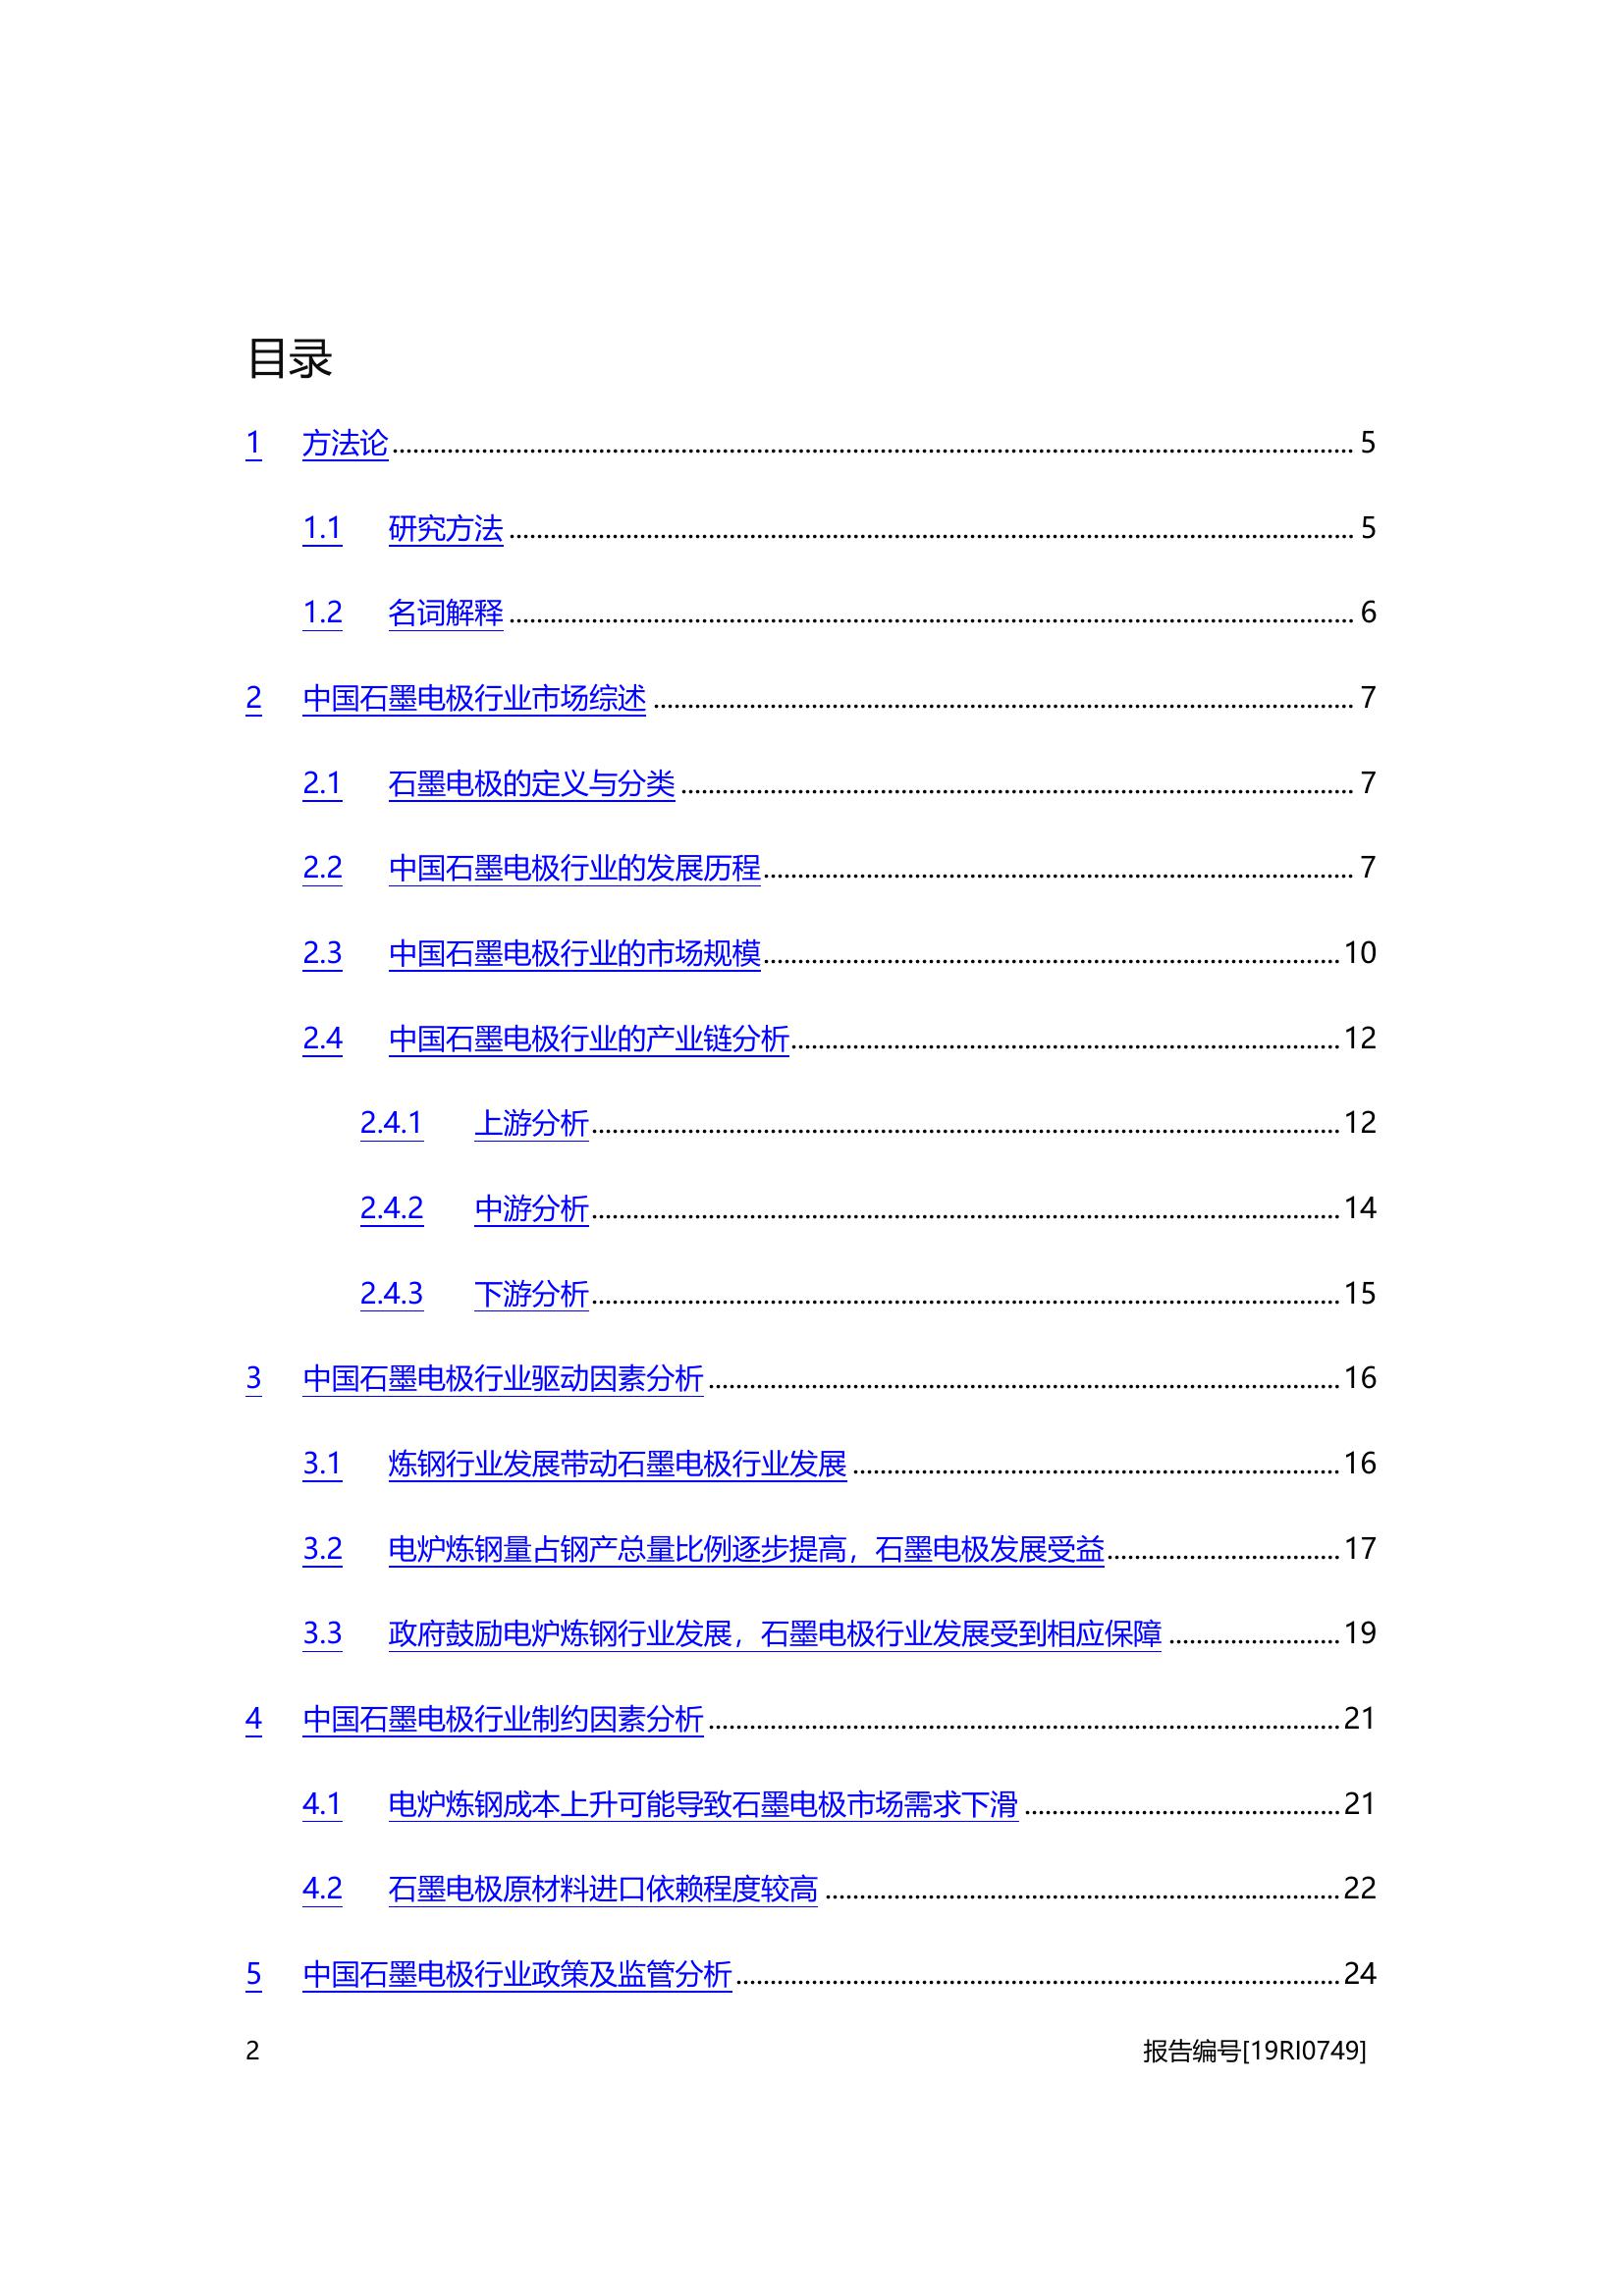 目录
1 方法论 5
1.1 研究方法 5
1.2 名词解释 6
2 中国石墨电极行业市场综述 7
2.1 石墨电极的定义与分类 7
2.2 中国石墨电极行业的发展历程 7
2.3 中国石墨电极行业的市场规模 10
2.4 中国石墨电极行业的产业链分析 12
2.4.1 上游分析 12
2.4.2 中游分析 14
2.4.3 下游分析 15
3 中国石墨电极行业驱动因素分析 16
3.1 炼钢行业发展带动石墨电极行业发展 16
3.2 电炉炼钢量占钢产总量比例逐步提高，石墨电极发展受益 17
3.3 政府鼓励电炉炼钢行业发展，石墨电极行业发展受到相应保障 19
4 中国石墨电极行业制约因素分析 21
4.1 电炉炼钢成本上升可能导致石墨电极市场需求下滑 21
4.2 石墨电极原材料进口依赖程度较高 22
5 中国石墨电极行业政策及监管分析 24
2 报告编号[19RI0749]